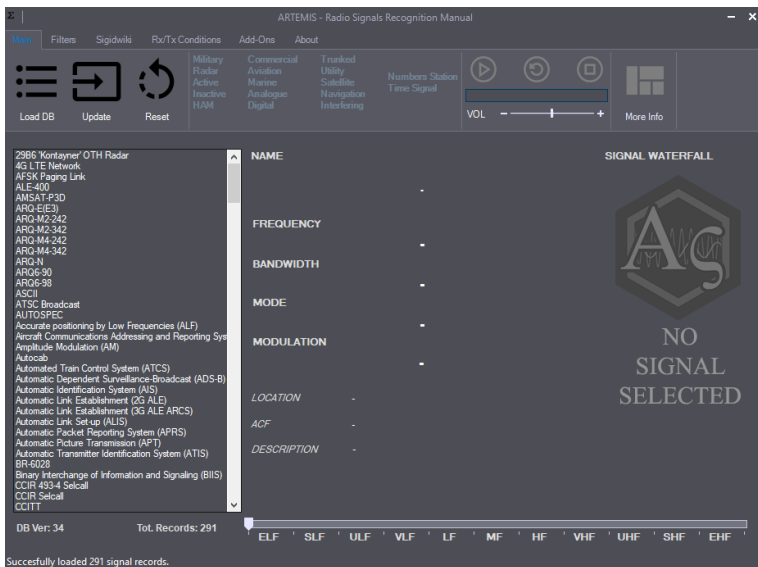 Σ
ARTEMIS - Radio Signals Recognition Manual
Main Filters Sigidwiki Rx/Tx Conditions Add-Ons About
Load DB
Update
Reset
Military
Radar
Active
Inactive
HAM
Commercial
Aviation
Marine
Analogue
Digital
Trunked
Utility
Satellite
Navigation
Interfering
Numbers Station
Time Signal
VOL - +
More Info
29B6 'Kontayner' OTH Radar
4G LTE Network
AFSK Paging Link
ALE-400
AMSAT-P3D
ARQ-E(E3)
ARQ-M2-242
ARQ-M2-342
ARQ-M4-242
ARQ-M4-342
ARQ-N
ARQ6-90
ARQ6-98
ASCII
ATSC Broadcast
AUTOSPEC
Accurate positioning by Low Frequencies (ALF)
Aircraft Communications Addressing and Reporting Sys
Amplitude Modulation (AM)
Autocab
Automated Train Control System (ATCS)
Automatic Dependent Surveillance-Broadcast (ADS-B)
Automatic Identification System (AIS)
Automatic Link Establishment (2G ALE)
Automatic Link Establishment (3G ALE ARCS)
Automatic Link Set-up (ALIS)
Automatic Packet Reporting System (APRS)
Automatic Picture Transmission (APT)
Automatic Transmitter Identification System (ATIS)
BR-6028
Binary Interchange of Information and Signaling (BIIS)
CCIR 493-4 Selcall
CCIR Selcall
CCITT
DB Ver: 34
Tot. Records: 291
NAME
-
FREQUENCY
-
BANDWIDTH
-
MODE
-
MODULATION
-
LOCATION -
ACF -
DESCRIPTION -
SIGNAL WATERFALL
AS
NO
SIGNAL
SELECTED
ELF ' SLF ' ULF ' VLF ' LF ' MF ' HF ' VHF ' UHF ' SHF ' EHF '
Succesfully loaded 291 signal records.